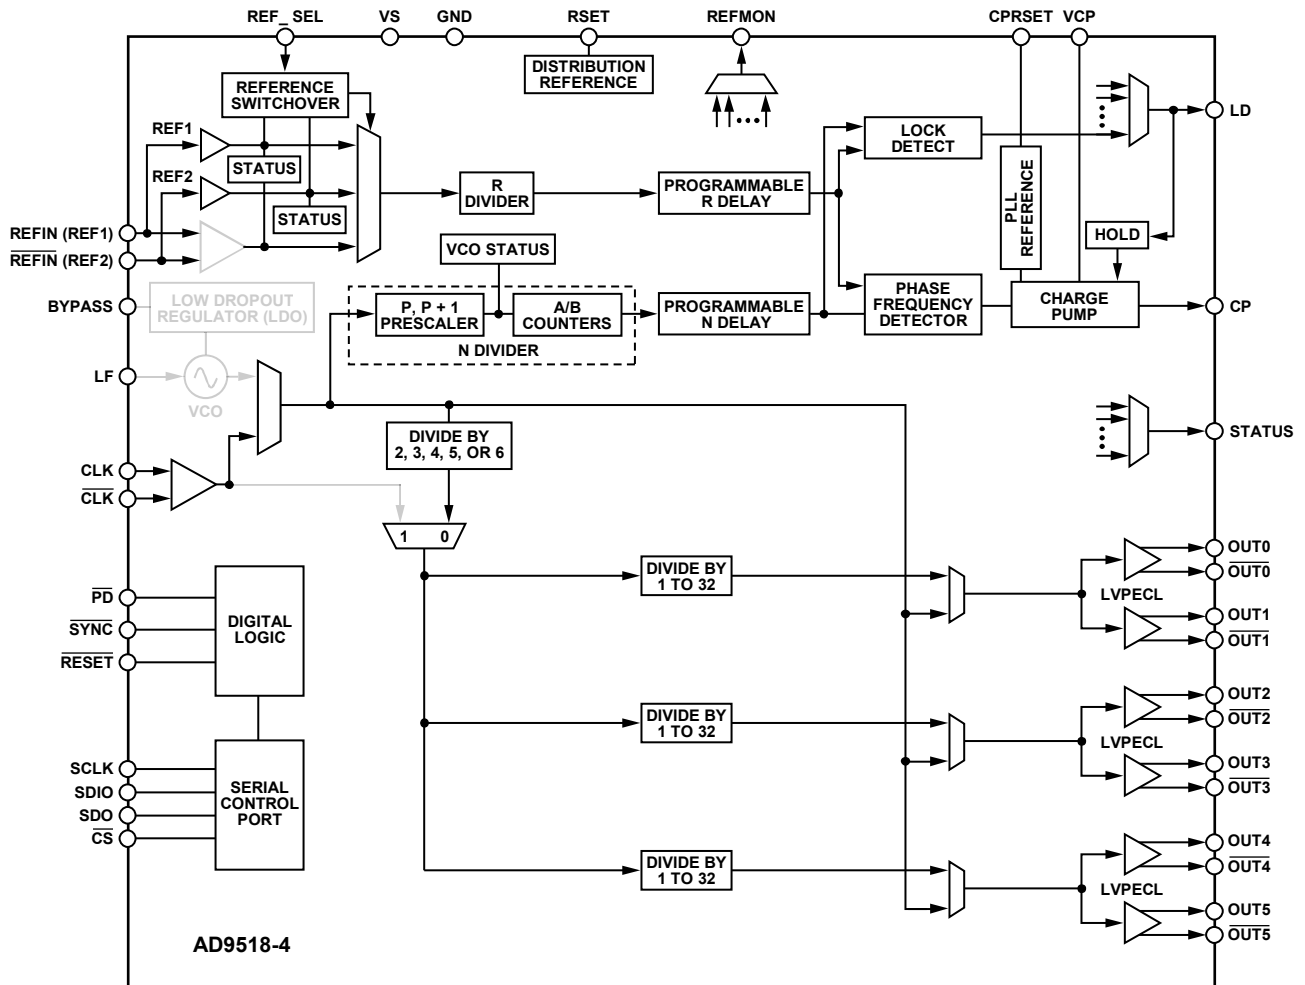 REF_ SEL
VS
GND
RSET
REFMON
CPRSET
VCP
DISTRIBUTION
REFERENCE
REFERENCE
SWITCHOVER
REF1
STATUS
REF2
STATUS
R
DIVIDER
PROGRAMMABLE
R DELAY
LOCK
DETECT
PLL
REFERENCE
HOLD
LD
REFIN (REF1)
REFIN (REF2)
BYPASS
LOW DROPOUT
REGULATOR (LDO)
VCO STATUS
P, P + 1
PRESCALER
A/B
COUNTERS
N DIVIDER
PROGRAMMABLE
N DELAY
PHASE
FREQUENCY
DETECTOR
CHARGE
PUMP
CP
LF
VCO
DIVIDE BY
2, 3, 4, 5, OR 6
STATUS
CLK
CLK
1 0
PD
SYNC
RESET
DIGITAL
LOGIC
DIVIDE BY
1 TO 32
LVPECL
OUT0
OUT0
OUT1
OUT1
DIVIDE BY
1 TO 32
LVPECL
OUT2
OUT2
OUT3
OUT3
SCLK
SDIO
SDO
CS
SERIAL
CONTROL
PORT
DIVIDE BY
1 TO 32
LVPECL
OUT4
OUT4
OUT5
OUT5
AD9518-4